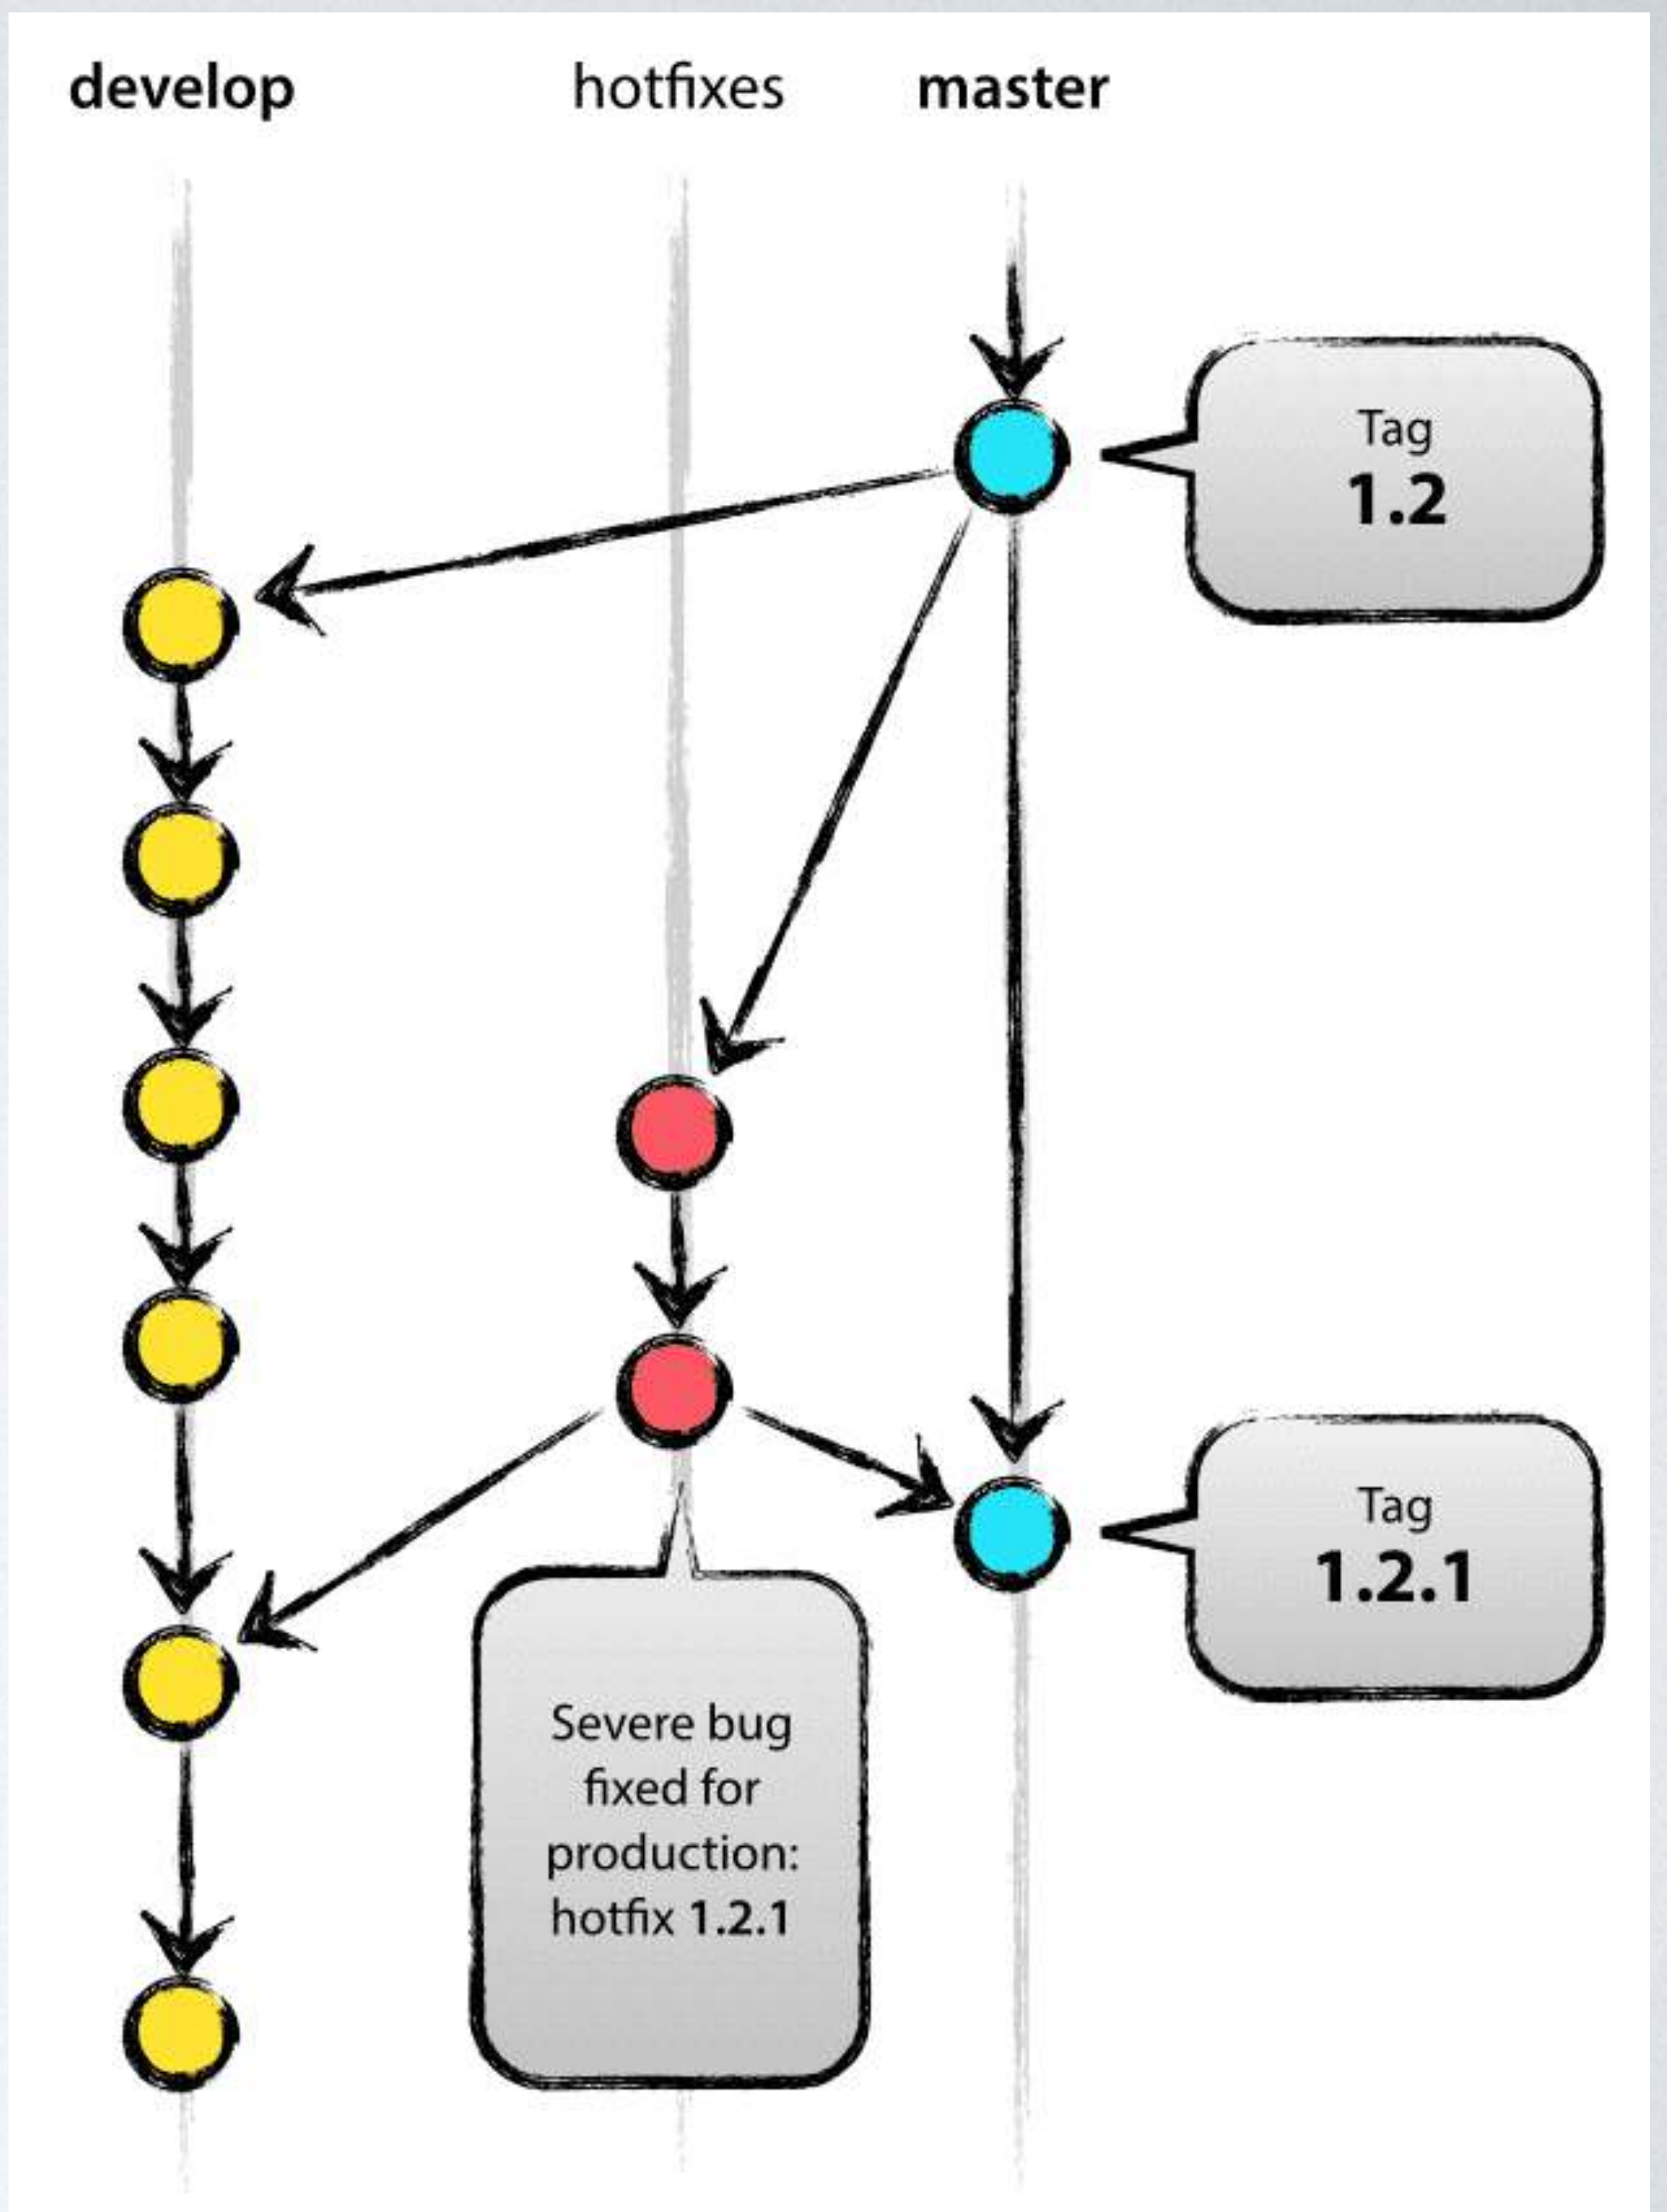 develop
hotfixes
master
Tag
1.2
Tag
1.2.1
Severe bug
fixed for
production:
hotfix 1.2.1